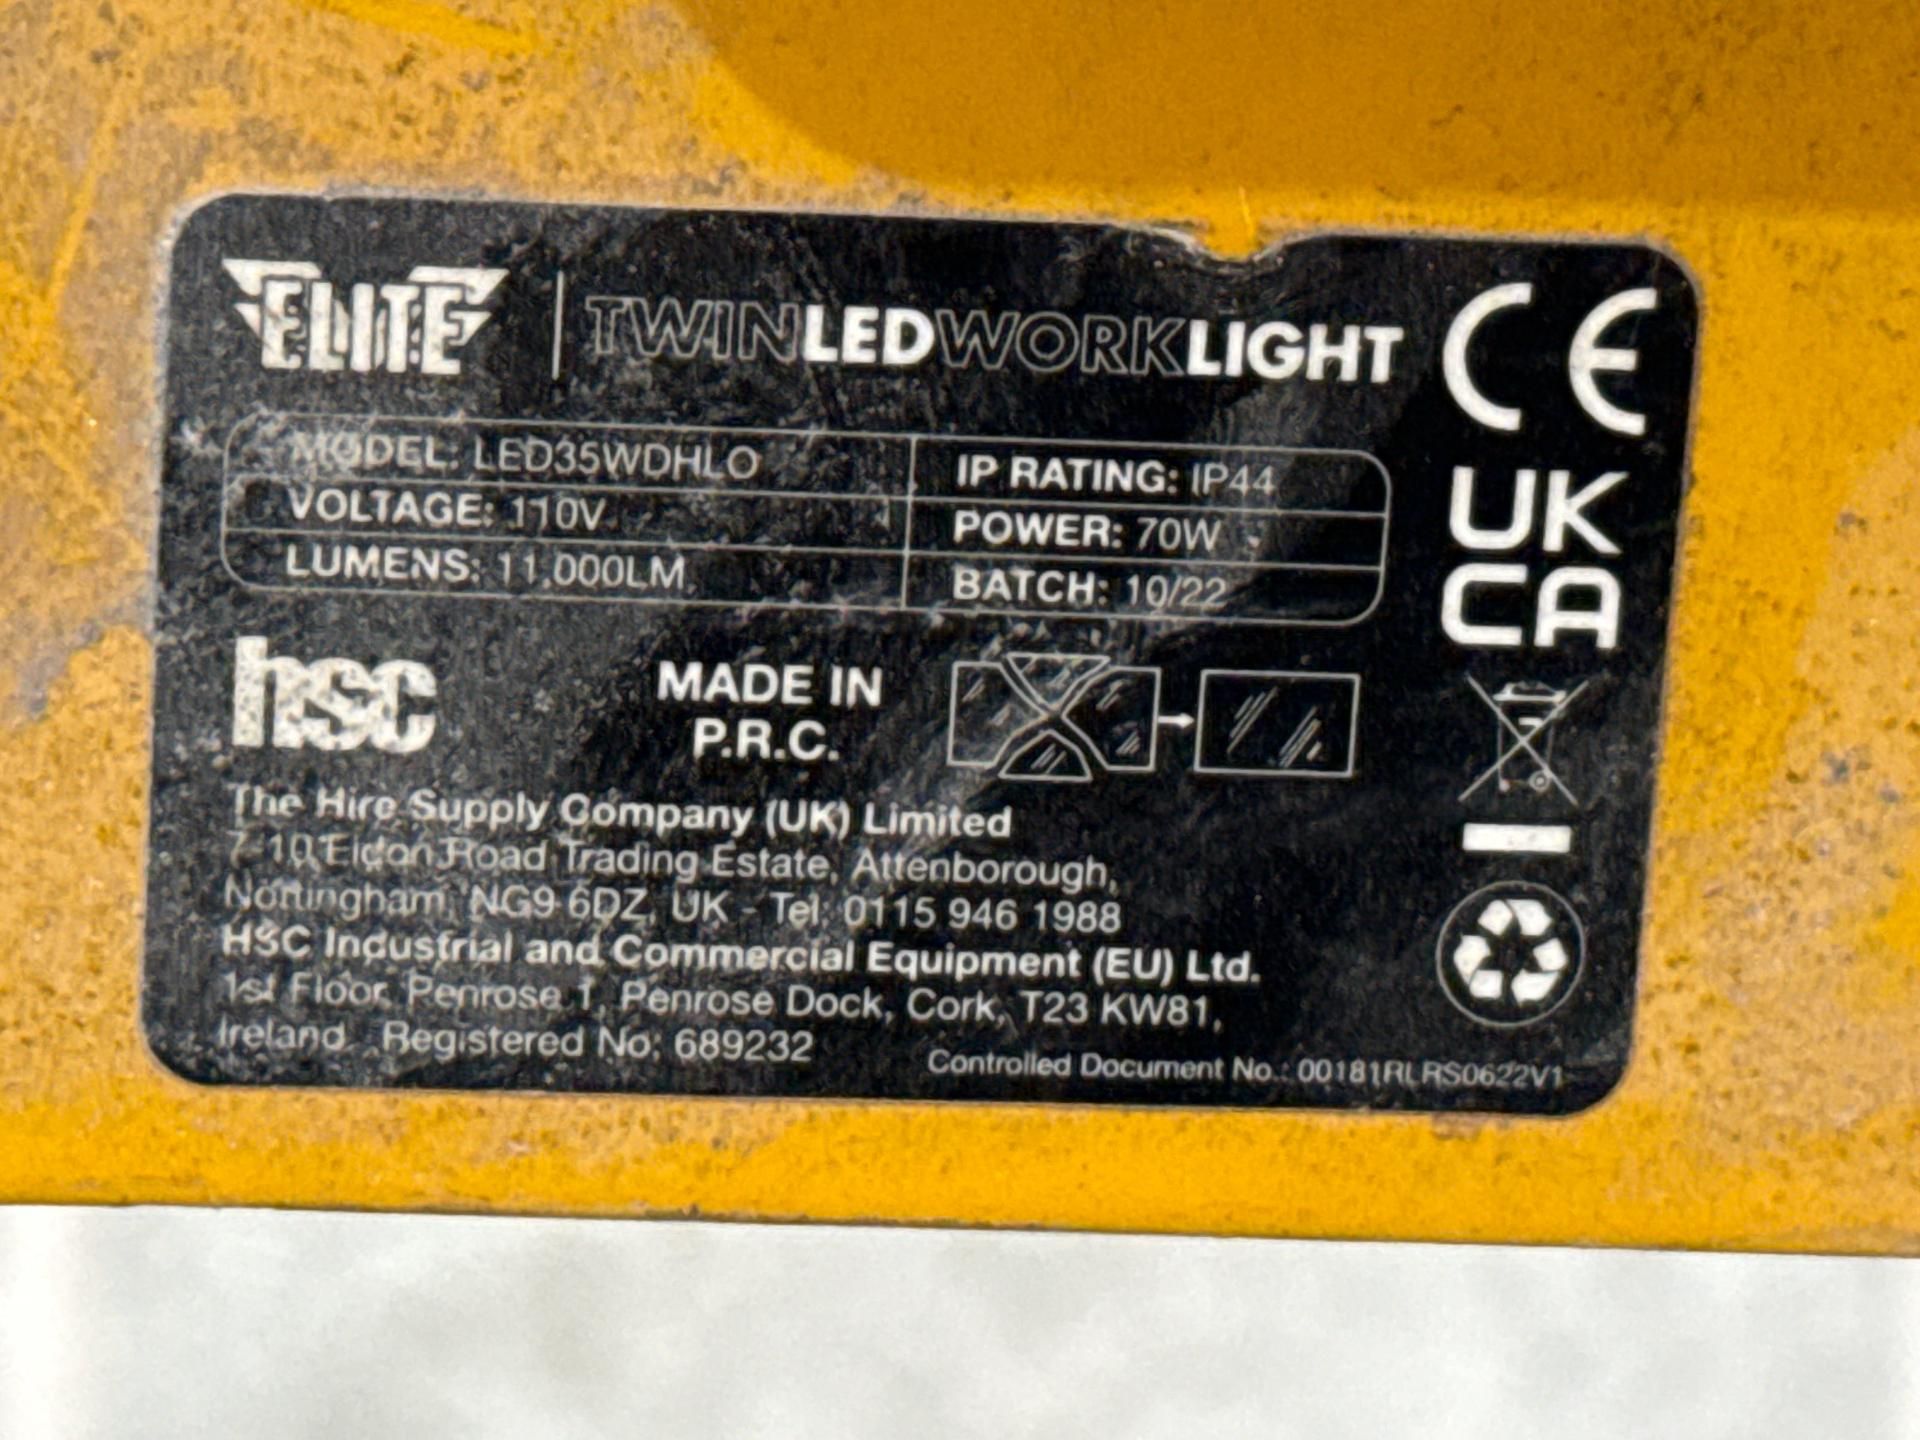 ELITE | TWINLEDWORKLIGHT
CE
MODEL: LED35WDHLO
IP RATING: IP44
VOLTAGE: 110V
POWER: 70W
LUMENS: 11,000LM
BATCH: 10/22
UK
CA
hsc
MADE IN
P.R.C.
The Hire Supply Company (UK) Limited
7-10 Eldon Road Trading Estate, Attenborough,
Nottingham, NG9 6DZ, UK - Tel: 0115 946 1988
HSC Industrial and Commercial Equipment (EU) Ltd.
1st Floor, Penrose 1, Penrose Dock, Cork, T23 KW81,
Ireland. Registered No: 689232
Controlled Document No.: 00181RLRS0622V1